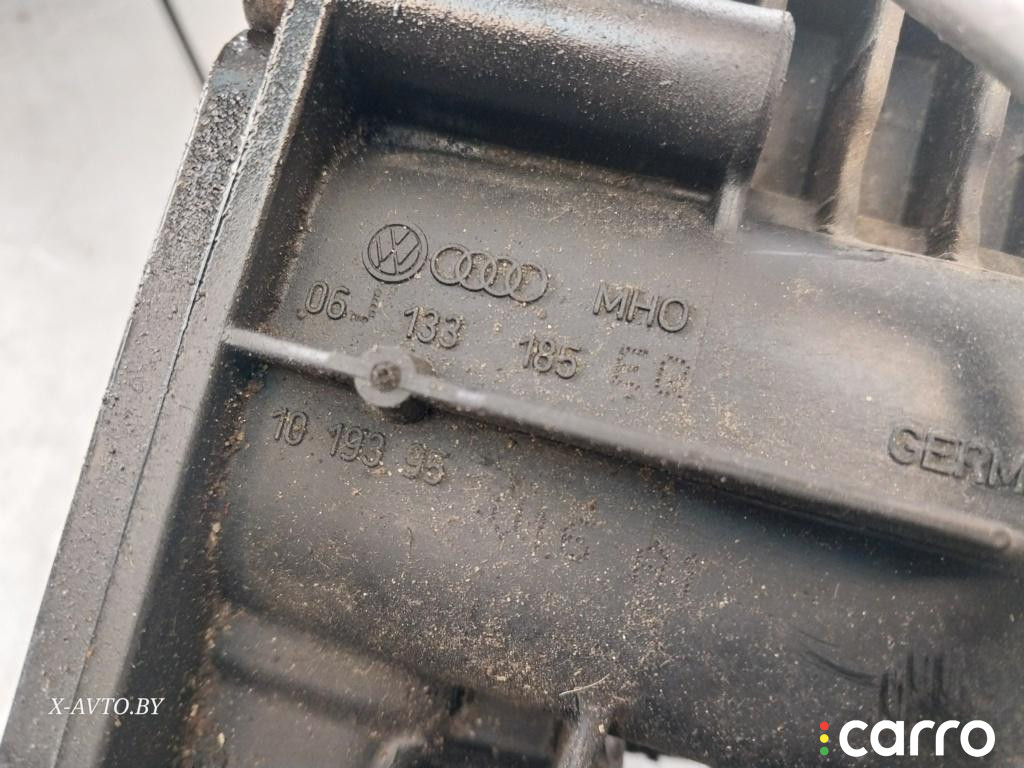 MHO
06J 133 185
GERM
10 193 95
X-AVTO.BY
carro